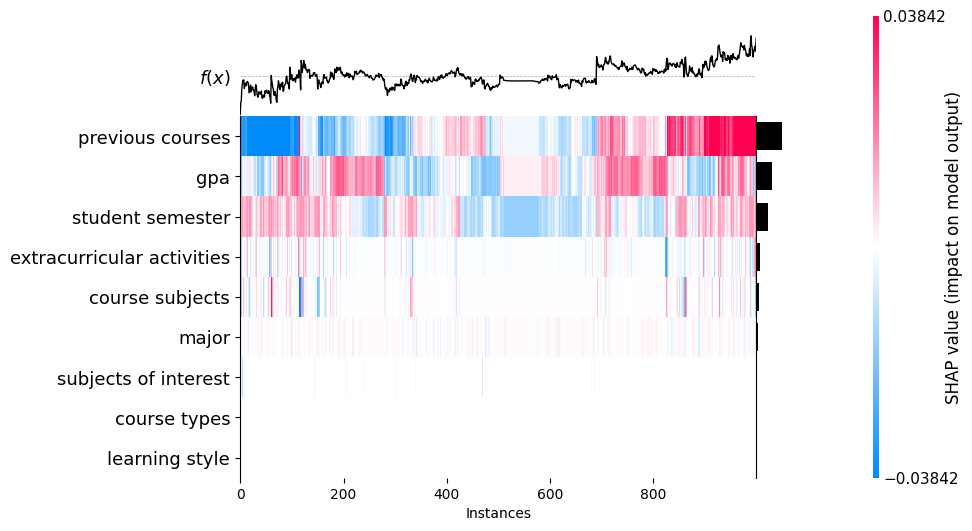 0.03842
f(x)
previous courses
gpa
student semester
extracurricular activities
course subjects
major
subjects of interest
course types
learning style
0 200 400 600 800
Instances
SHAP value (impact on model output)
−0.03842